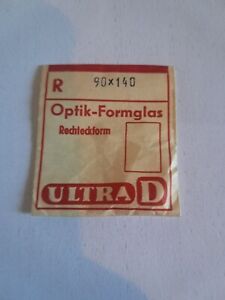 R 90×140
Optik-Formglas
Rechteckform
ULTRA D